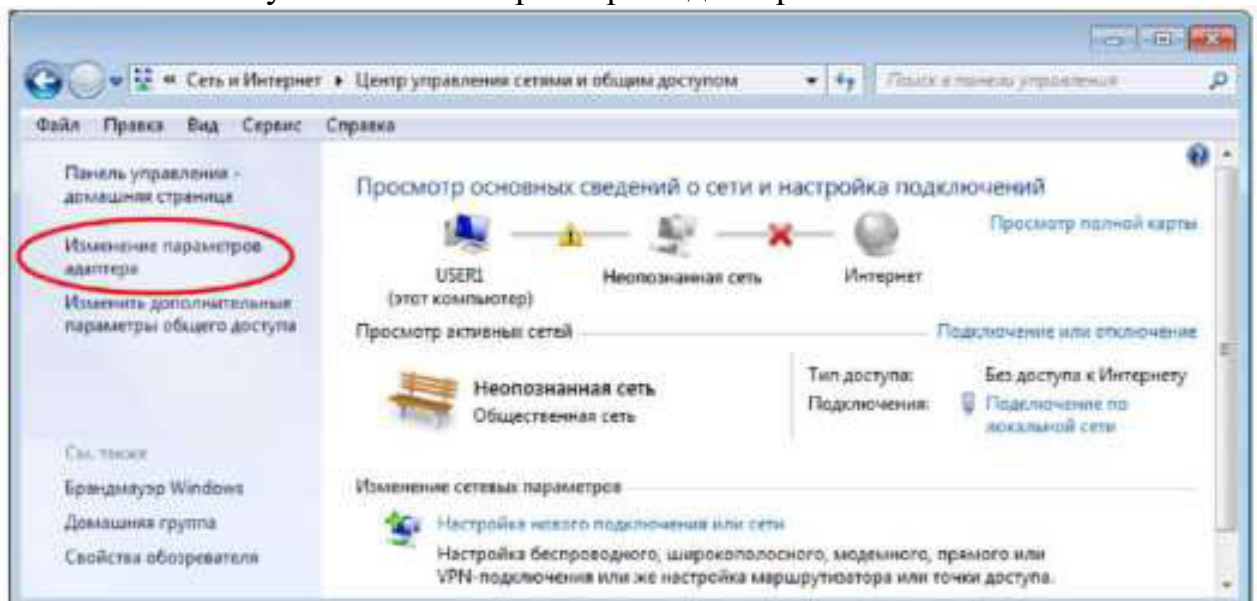 « Сеть и Интернет ▸ Центр управления сетями и общим доступом
Поиск в панели управления
Файл Правка Вид Сервис Справка
Панель управления -
домашняя страница
Изменение параметров
адаптера
Изменить дополнительные
параметры общего доступа
См. также
Брандмауэр Windows
Домашняя группа
Свойства обозревателя
Просмотр основных сведений о сети и настройка подключений
Просмотр полной карты
USER1
(этот компьютер)
Неопознанная сеть
Интернет
Просмотр активных сетей
Подключение или отключение
Неопознанная сеть
Общественная сеть
Тип доступа: Без доступа к Интернету
Подключения: Подключение по
локальной сети
Изменение сетевых параметров
Настройка нового подключения или сети
Настройка беспроводного, широкополосного, модемного, прямого или
VPN-подключения или же настройка маршрутизатора или точки доступа.